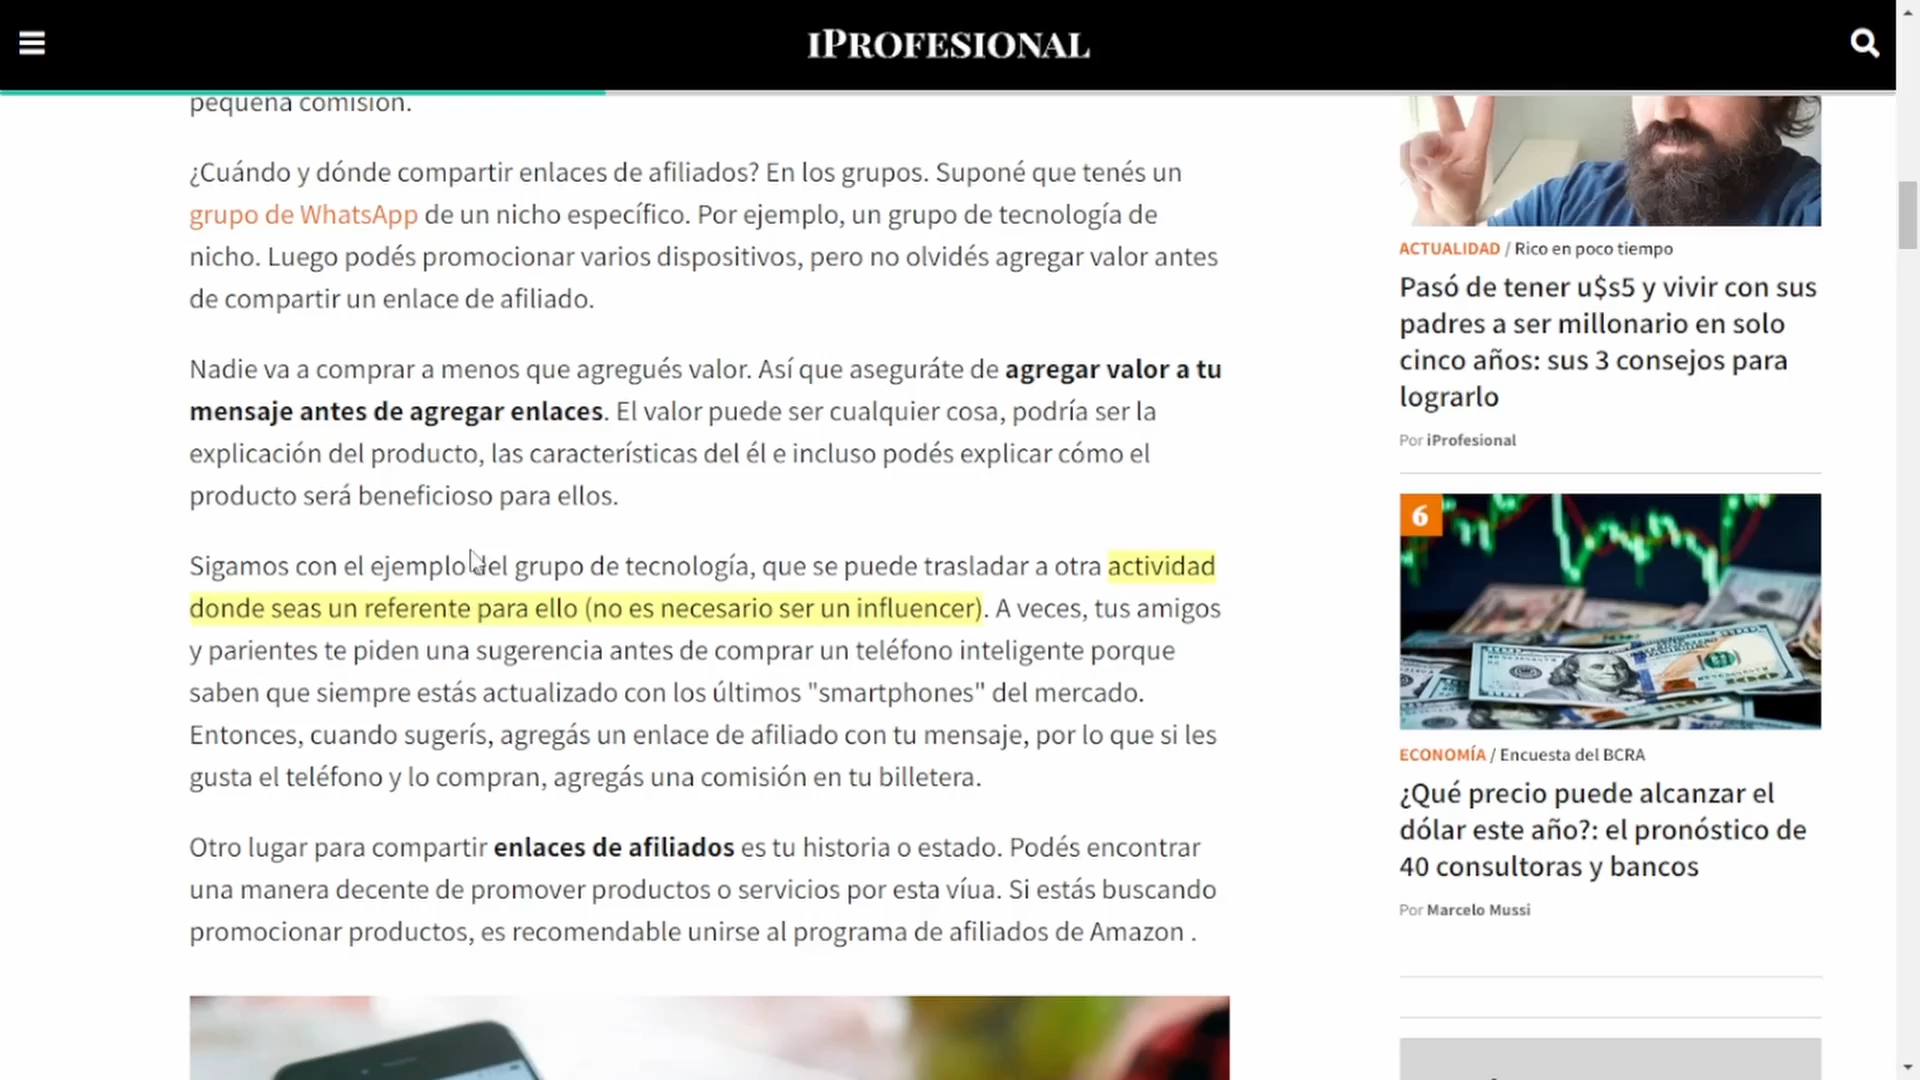 iPROFESIONAL
pequeña comisión.
¿Cuándo y dónde compartir enlaces de afiliados? En los grupos. Suponé que tenés un
grupo de WhatsApp de un nicho específico. Por ejemplo, un grupo de tecnología de
nicho. Luego podés promocionar varios dispositivos, pero no olvidés agregar valor antes
de compartir un enlace de afiliado.
Nadie va a comprar a menos que agregués valor. Así que aseguráte de agregar valor a tu
mensaje antes de agregar enlaces. El valor puede ser cualquier cosa, podría ser la
explicación del producto, las características del él e incluso podés explicar cómo el
producto será beneficioso para ellos.
Sigamos con el ejemplo del grupo de tecnología, que se puede trasladar a otra actividad
donde seas un referente para ello (no es necesario ser un influencer). A veces, tus amigos
y parientes te piden una sugerencia antes de comprar un teléfono inteligente porque
saben que siempre estás actualizado con los últimos "smartphones" del mercado.
Entonces, cuando sugerís, agregás un enlace de afiliado con tu mensaje, por lo que si les
gusta el teléfono y lo compran, agregás una comisión en tu billetera.
Otro lugar para compartir enlaces de afiliados es tu historia o estado. Podés encontrar
una manera decente de promover productos o servicios por esta víua. Si estás buscando
promocionar productos, es recomendable unirse al programa de afiliados de Amazon .
ACTUALIDAD / Rico en poco tiempo
Pasó de tener u$s5 y vivir con sus
padres a ser millonario en solo
cinco años: sus 3 consejos para
lograrlo
Por iProfesional
6
100
ECONOMÍA / Encuesta del BCRA
¿Qué precio puede alcanzar el
dólar este año?: el pronóstico de
40 consultoras y bancos
Por Marcelo Mussi